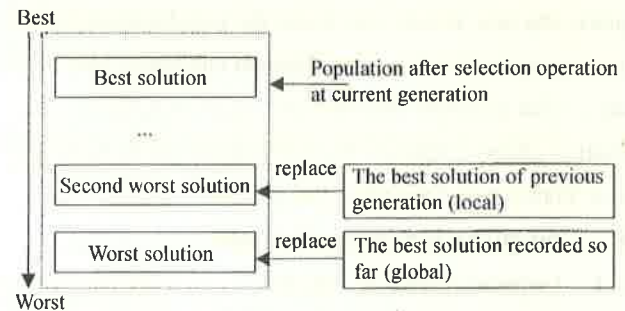 Best
Best solution
Population after selection operation
at current generation
...
Second worst solution
replace
The best solution of previous
generation (local)
Worst solution
replace
The best solution recorded so
far (global)
Worst